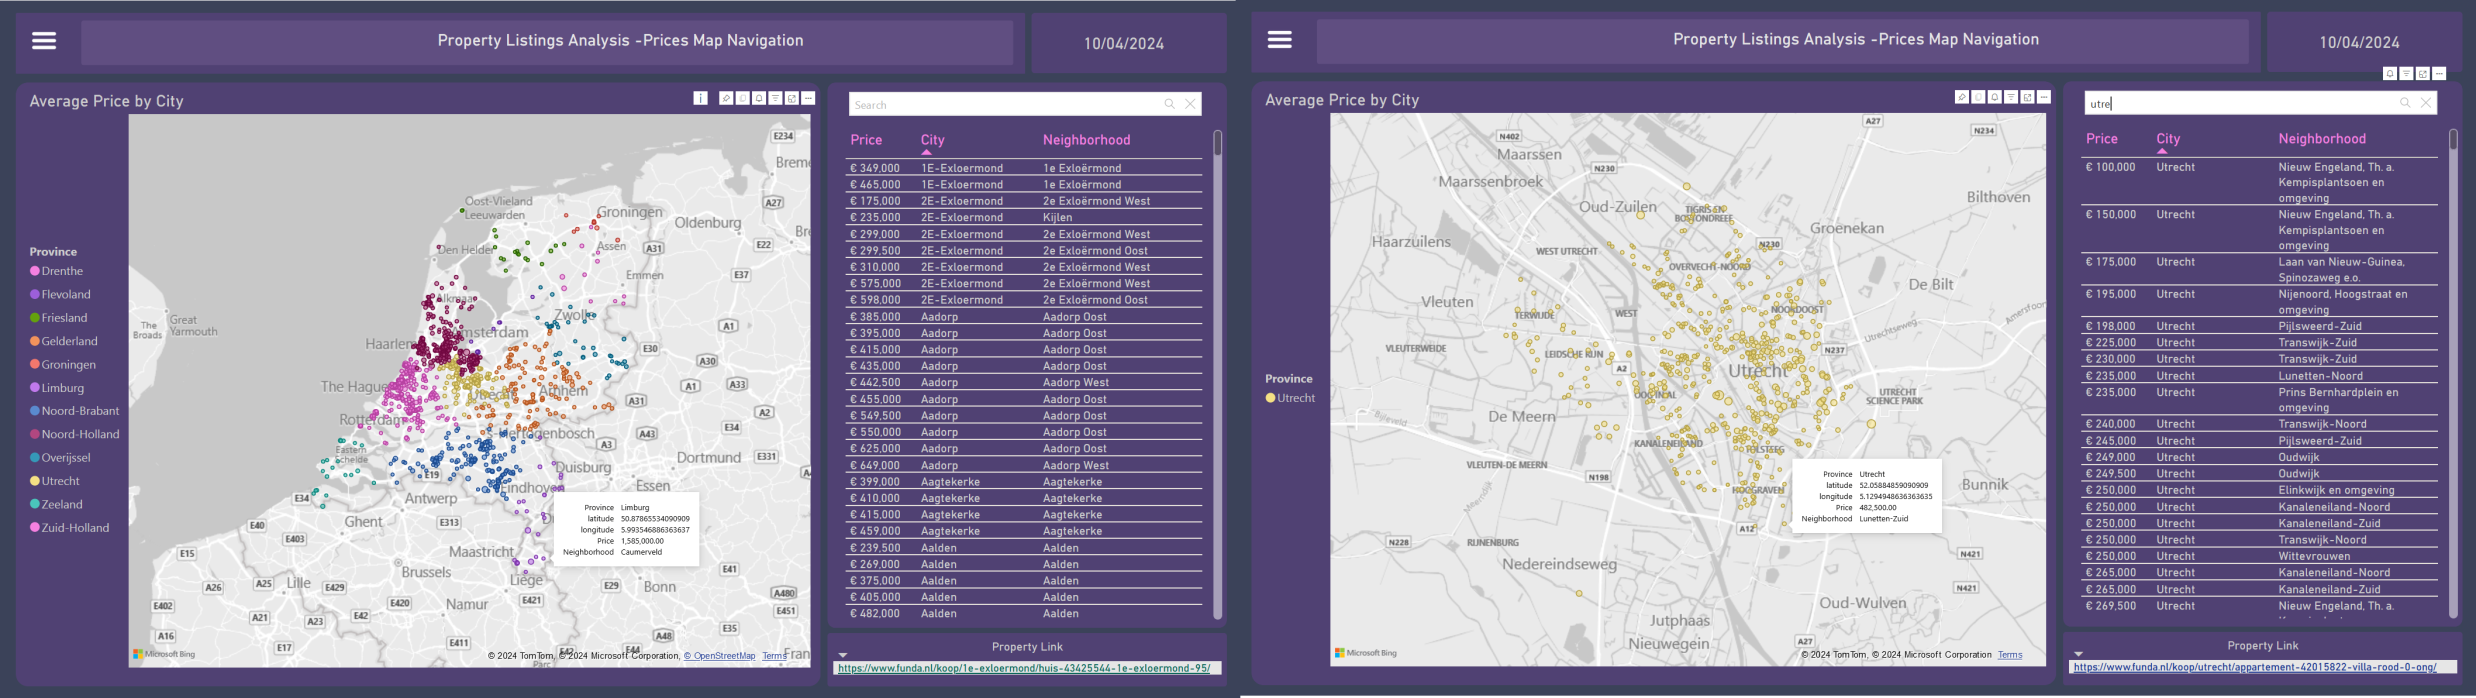 Property Listings Analysis -Prices Map Navigation
10/04/2024
Average Price by City
Province
Drenthe
Flevoland
Friesland
Gelderland
Groningen
Limburg
Noord-Brabant
Noord-Holland
Overijssel
Utrecht
Zeeland
Zuid-Holland
E234
Breme
Oost-Vlieland
Leeuwarden
Groningen
Oldenburg
A27
Den Helder
Assen
A31
E22
Emmen
E37
Alkmaar
Great
Yarmouth
The
Broads
Zwolle
A1
Amsterdam
Haarlem
E30
A30
The Hague
A1
A33
Arnhem
Utrecht
A31
A2
Rotterdam
's-Hertogenbosch
A43
E34
Eastern
Schelde
A3
Dortmund
E331
E19
Duisburg
Eindhoven
Essen
E34
Antwerp
E40
Ghent
E313
E403
E15
Maastricht
Brussels
E41
A26
A25
Lille
E429
Liège
E29
Bonn
A480
E402
E420
Namur
E421
E451
A21
A23
E42
A16
E17
E411
A48
E35
E44
Province Limburg
latitude 50.87865534090909
longitude 5.993546886363637
Price 1,585,000.00
Neighborhood Caumerveld
Microsoft Bing
© 2024 TomTom, © 2024 Microsoft Corporation, © OpenStreetMap Terms
Search
Price City Neighborhood
€ 349,000 1E-Exloermond 1e Exloërmond
€ 465,000 1E-Exloermond 1e Exloërmond
€ 175,000 2E-Exloermond 2e Exloërmond West
€ 235,000 2E-Exloermond Kijlen
€ 299,000 2E-Exloermond 2e Exloërmond West
€ 299,500 2E-Exloermond 2e Exloërmond Oost
€ 310,000 2E-Exloermond 2e Exloërmond West
€ 575,000 2E-Exloermond 2e Exloërmond West
€ 598,000 2E-Exloermond 2e Exloërmond Oost
€ 385,000 Aadorp Aadorp Oost
€ 395,000 Aadorp Aadorp Oost
€ 415,000 Aadorp Aadorp Oost
€ 435,000 Aadorp Aadorp Oost
€ 442,500 Aadorp Aadorp West
€ 455,000 Aadorp Aadorp Oost
€ 549,500 Aadorp Aadorp Oost
€ 550,000 Aadorp Aadorp Oost
€ 625,000 Aadorp Aadorp Oost
€ 649,000 Aadorp Aadorp West
€ 399,000 Aagtekerke Aagtekerke
€ 410,000 Aagtekerke Aagtekerke
€ 415,000 Aagtekerke Aagtekerke
€ 459,000 Aagtekerke Aagtekerke
€ 239,500 Aalden Aalden
€ 269,000 Aalden Aalden
€ 375,000 Aalden Aalden
€ 405,000 Aalden Aalden
€ 482,000 Aalden Aalden
Property Link
https://www.funda.nl/koop/1e-exloermond/huis-43425544-1e-exloermond-95/
Property Listings Analysis -Prices Map Navigation
10/04/2024
Average Price by City
Province
Utrecht
N402
Maarssen
A27
N234
N230
Maarssenbroek
Bilthoven
Oud-Zuilen
TIGRIS EN
BOSTONDREEF
Groenekan
Haarzuilens
WEST UTRECHT
N230
OVERVECHT-NOORD
De Bilt
Vleuten
TERWIJDE
WEST
NOORDOOST
Utrechtseweg
Amersfoort
VLEUTERWEIDE
LEIDSCHE RIJN
N237
A2
Utrecht
OOG IN AL
UTRECHT
SCIENCE PARK
De Meern
Bijleveld
KANALENEILAND
TOLSTEEG
VLEUTEN-DE MEERN
N198
Meerndijk
HOOGRAVEN
Bunnik
A12
N228
RIJNENBURG
N421
Nedereindseweg
N421
Oud-Wulven
Jutphaas
Nieuwegein
A27
Province Utrecht
latitude 52.05884859090909
longitude 5.1294948636363635
Price 482,500.00
Neighborhood Lunetten-Zuid
Microsoft Bing
© 2024 TomTom, © 2024 Microsoft Corporation Terms
utre
Price City Neighborhood
€ 100,000 Utrecht Nieuw Engeland, Th. a.
Kempisplantsoen en
omgeving
€ 150,000 Utrecht Nieuw Engeland, Th. a.
Kempisplantsoen en
omgeving
€ 175,000 Utrecht Laan van Nieuw-Guinea,
Spinozaweg e.o.
€ 195,000 Utrecht Nijenoord, Hoogstraat en
omgeving
€ 198,000 Utrecht Pijlsweerd-Zuid
€ 225,000 Utrecht Transwijk-Zuid
€ 230,000 Utrecht Transwijk-Zuid
€ 235,000 Utrecht Lunetten-Noord
€ 235,000 Utrecht Prins Bernhardplein en
omgeving
€ 240,000 Utrecht Transwijk-Noord
€ 245,000 Utrecht Pijlsweerd-Zuid
€ 249,000 Utrecht Oudwijk
€ 249,500 Utrecht Oudwijk
€ 250,000 Utrecht Elinkwijk en omgeving
€ 250,000 Utrecht Kanaleneiland-Noord
€ 250,000 Utrecht Kanaleneiland-Zuid
€ 250,000 Utrecht Transwijk-Noord
€ 250,000 Utrecht Wittevrouwen
€ 265,000 Utrecht Kanaleneiland-Noord
€ 265,000 Utrecht Kanaleneiland-Zuid
€ 269,500 Utrecht Nieuw Engeland, Th. a.
Property Link
https://www.funda.nl/koop/utrecht/appartement-42015822-villa-rood-0-ong/